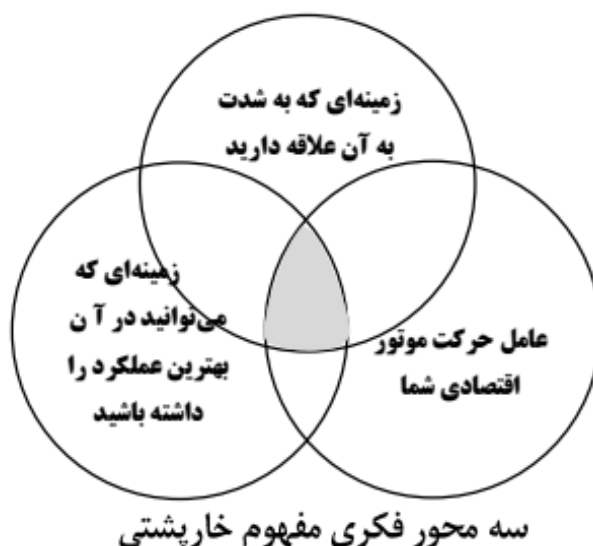 زمینه‌ای که به شدت
به آن علاقه دارید
زمینه‌ای که
می‌توانید در آ ن
بهترین عملکرد را
داشته باشید
عامل حرکت موتور
اقتصادی شما
سه محور فکری مفهوم خارپشتی